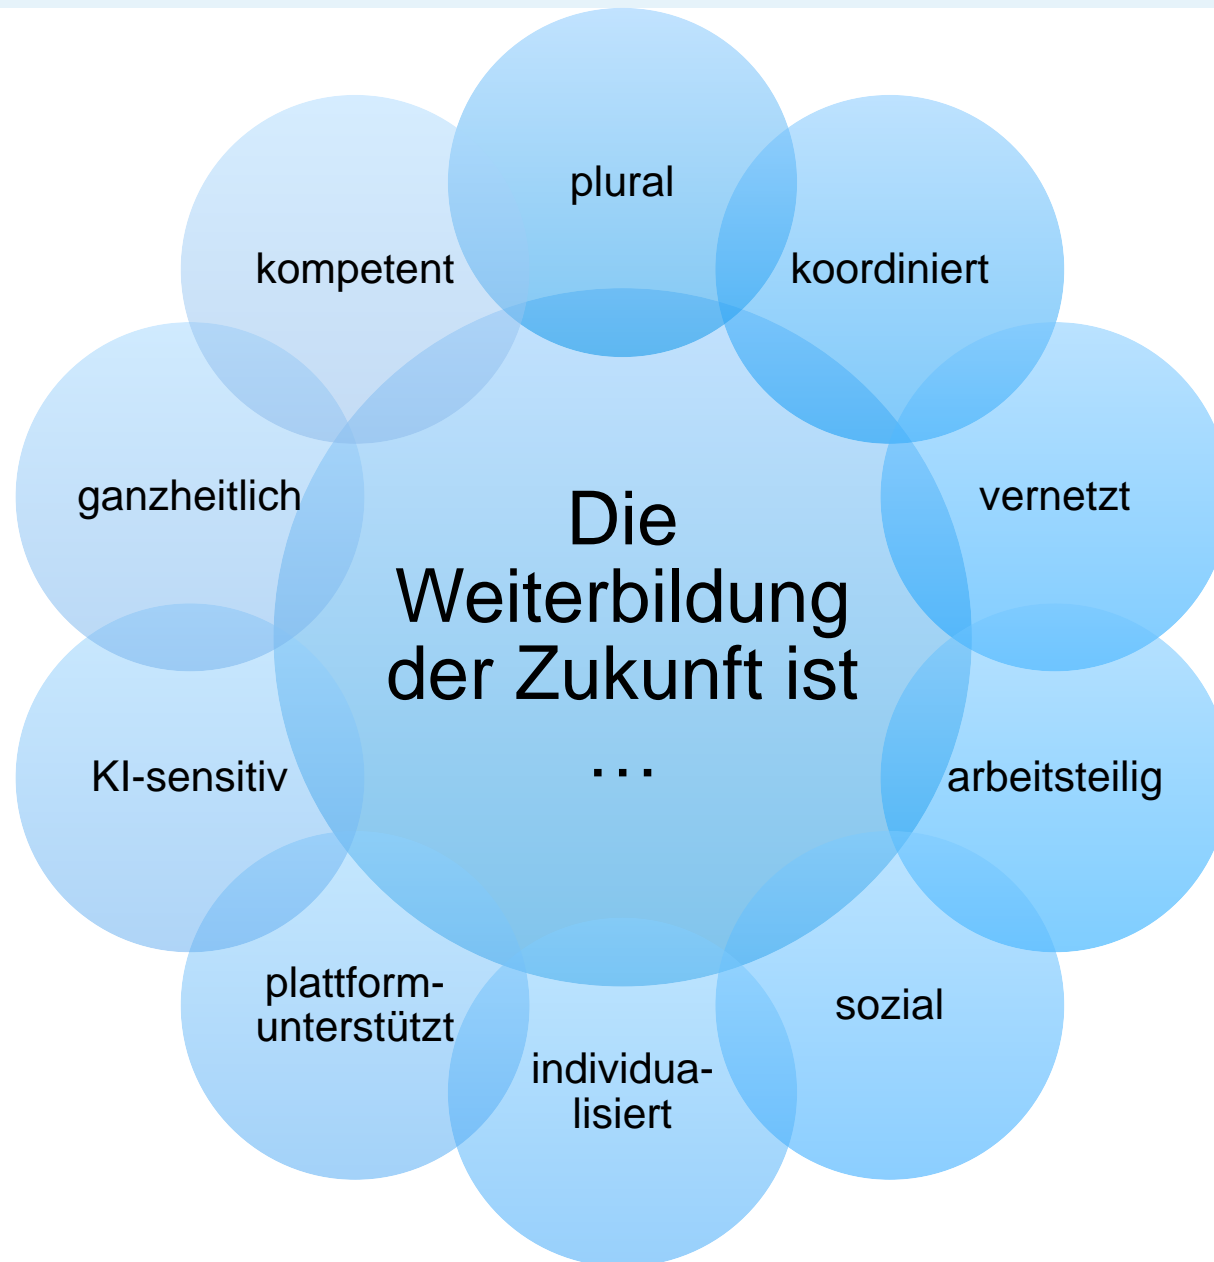 plural
koordiniert
vernetzt
arbeitsteilig
sozial
individua-
lisiert
plattform-
unterstützt
KI-sensitiv
ganzheitlich
kompetent
Die
Weiterbildung
der Zukunft ist
…